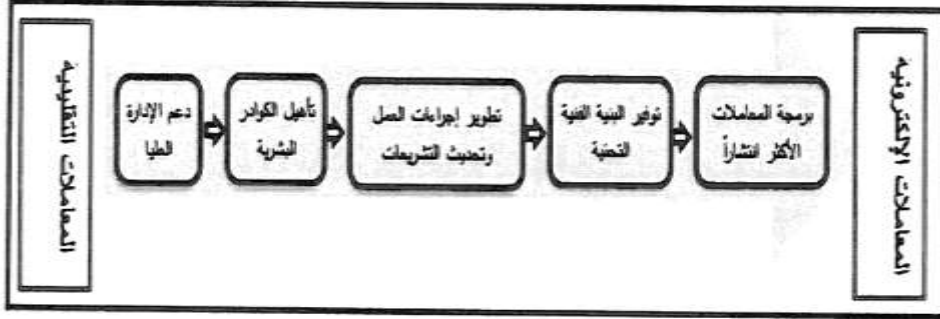 المعاملات التقليدية
دعم الإدارة
العليا
تأهيل الكوادر
البشرية
تطوير إجراءات العمل
وتحديث التشريعات
توفير البنية الفنية
التحتية
برمجة المعاملات
الأكثر انتشاراً
المعاملات الإلكترونية